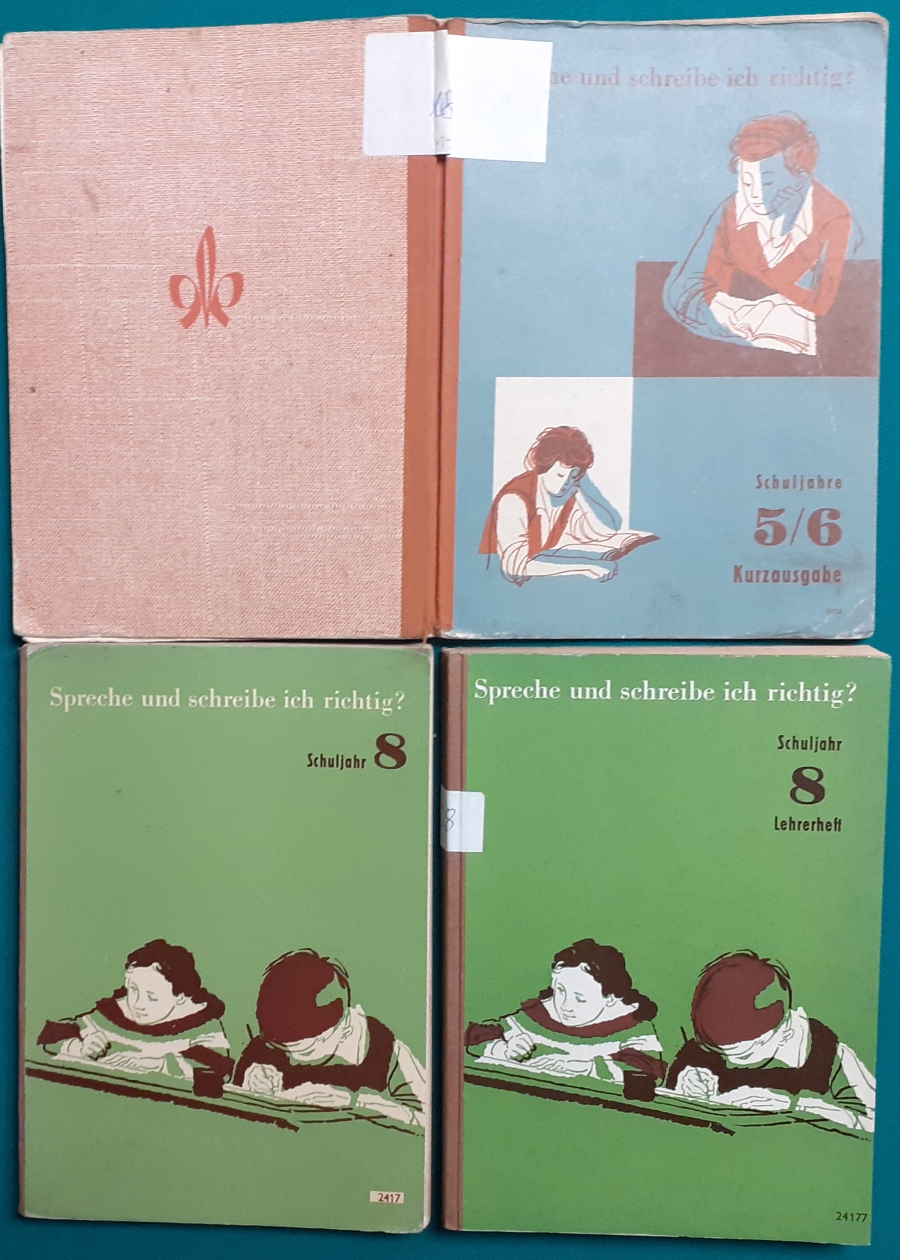 he und schreibe ich richtig?
Schuljahre
5/6
Kurzausgabe
Spreche und schreibe ich richtig?
Schuljahr 8
2417
Spreche und schreibe ich richtig?
Schuljahr
8
Lehrerheft
8
24177